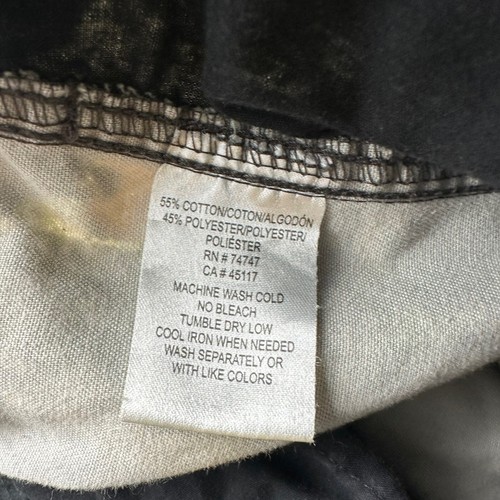 55% COTTON/COTON/ALGODÓN
45% POLYESTER/POLYESTER/
POLIÉSTER
RN # 74747
CA # 45117
MACHINE WASH COLD
NO BLEACH
TUMBLE DRY LOW
COOL IRON WHEN NEEDED
WASH SEPARATELY OR
WITH LIKE COLORS